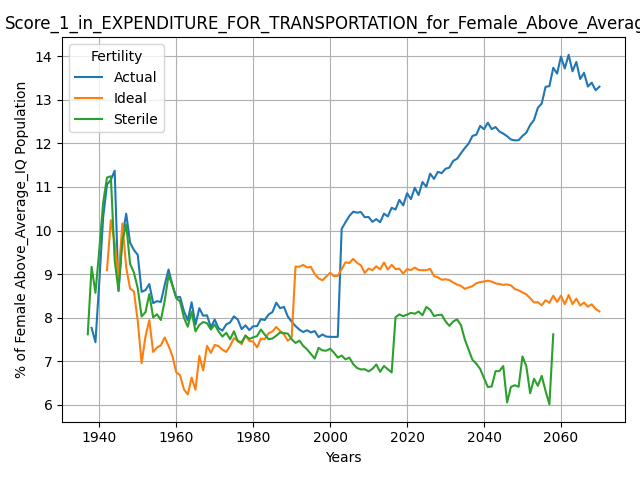 Score_1_in_EXPENDITURE_FOR_TRANSPORTATION_for_Female_Above_Averag
Fertility
Actual
Ideal
Sterile
14
13
12
11
10
9
8
7
6
% of Female Above_Average_IQ Population
1940 1960 1980 2000 2020 2040 2060
Years